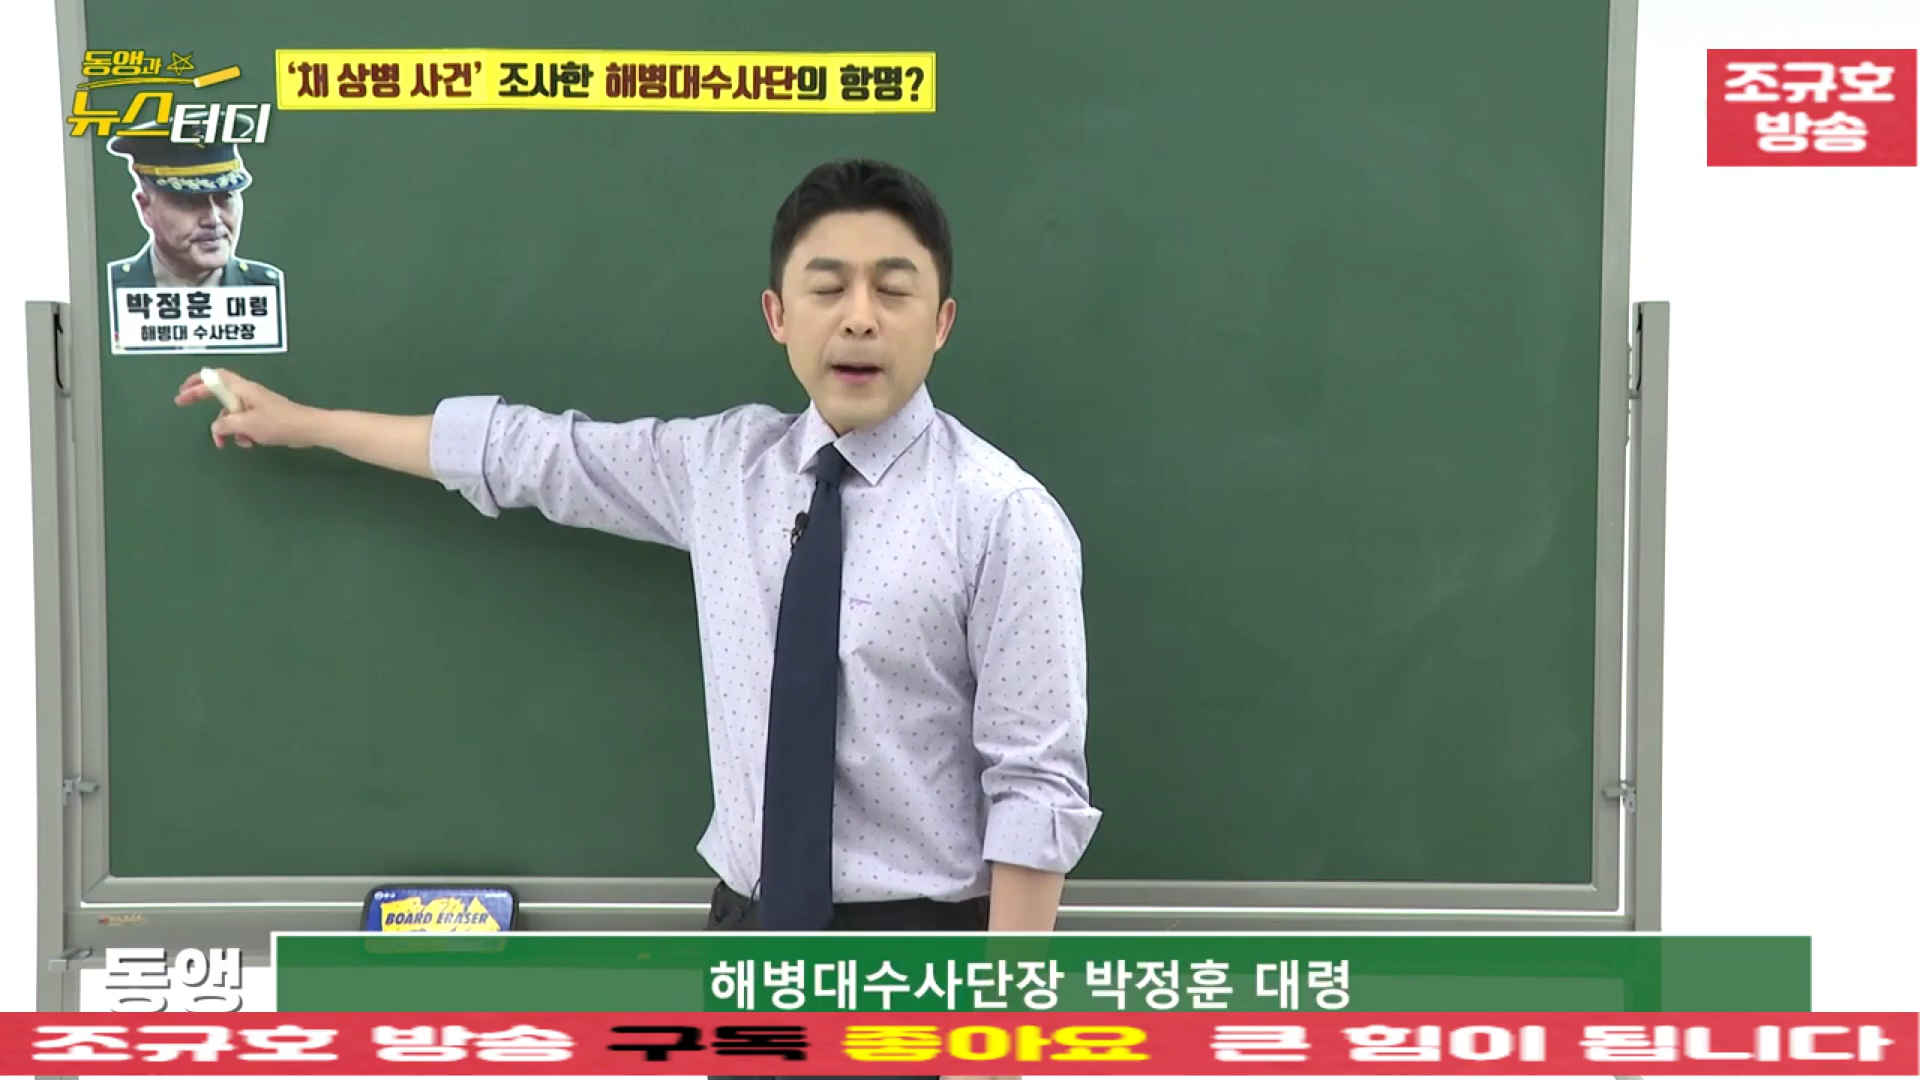 동앵과
뉴스터디
'채 상병 사건' 조사한 해병대수사단의 항명?
조규호
방송
박정훈 대령
해병대 수사단장
BOARD ERASER
동앵
해병대수사단장 박정훈 대령
조규호 방송 구독 좋아요 큰 힘이 됩니다